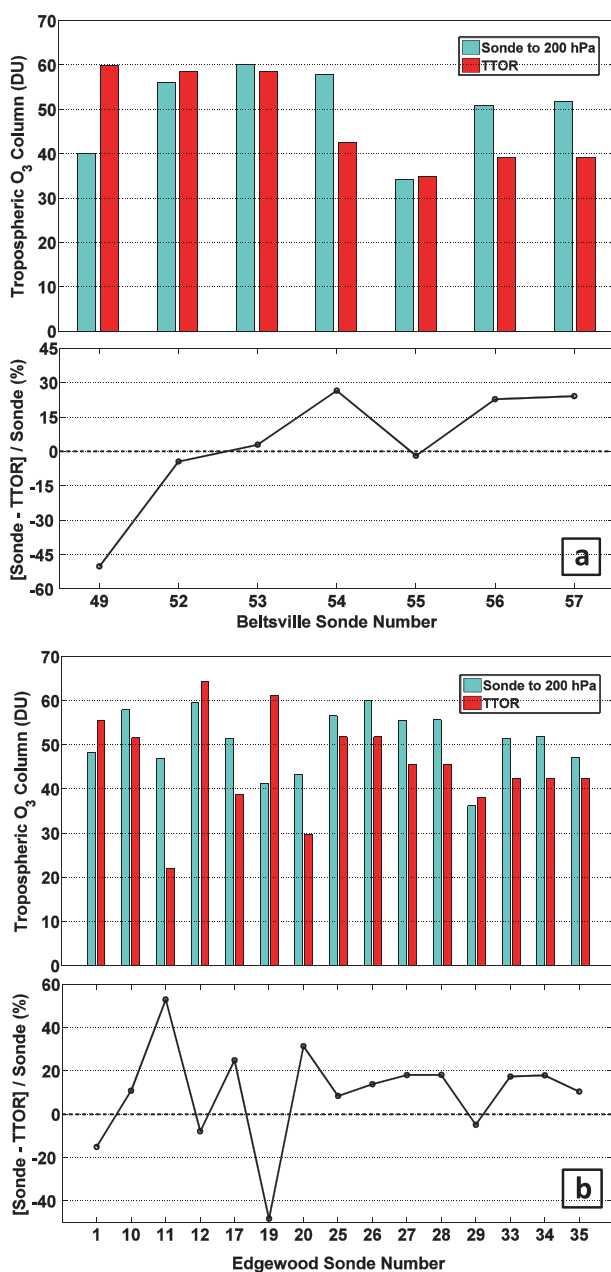 70
60
50
40
30
20
10
0
Tropospheric O3 Column (DU)
Sonde to 200 hPa
TTOR
45
30
15
0
-15
-30
-45
-60
[Sonde - TTOR] / Sonde (%)
a
49 52 53 54 55 56 57
Beltsville Sonde Number
70
60
50
40
30
20
10
0
Tropospheric O3 Column (DU)
Sonde to 200 hPa
TTOR
60
40
20
0
-20
-40
[Sonde - TTOR] / Sonde (%)
b
1 10 11 12 17 19 20 25 26 27 28 29 33 34 35
Edgewood Sonde Number